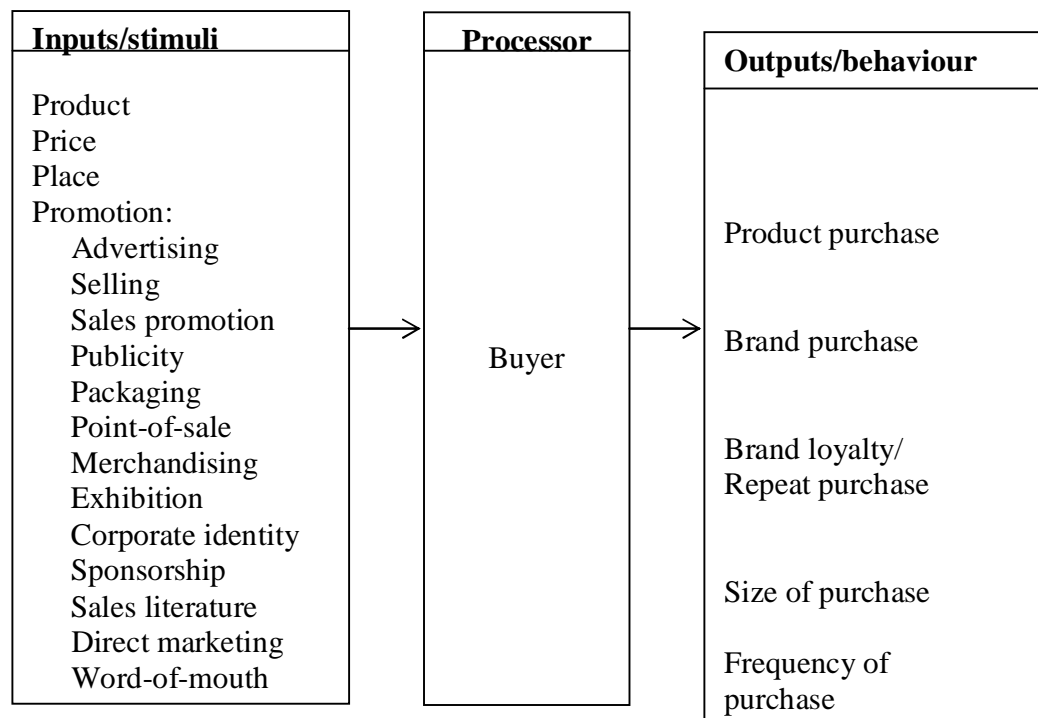 Inputs/stimuli
Product
Price
Place
Promotion:
Advertising
Selling
Sales promotion
Publicity
Packaging
Point-of-sale
Merchandising
Exhibition
Corporate identity
Sponsorship
Sales literature
Direct marketing
Word-of-mouth
Processor
Buyer
Outputs/behaviour
Product purchase
Brand purchase
Brand loyalty/
Repeat purchase
Size of purchase
Frequency of
purchase